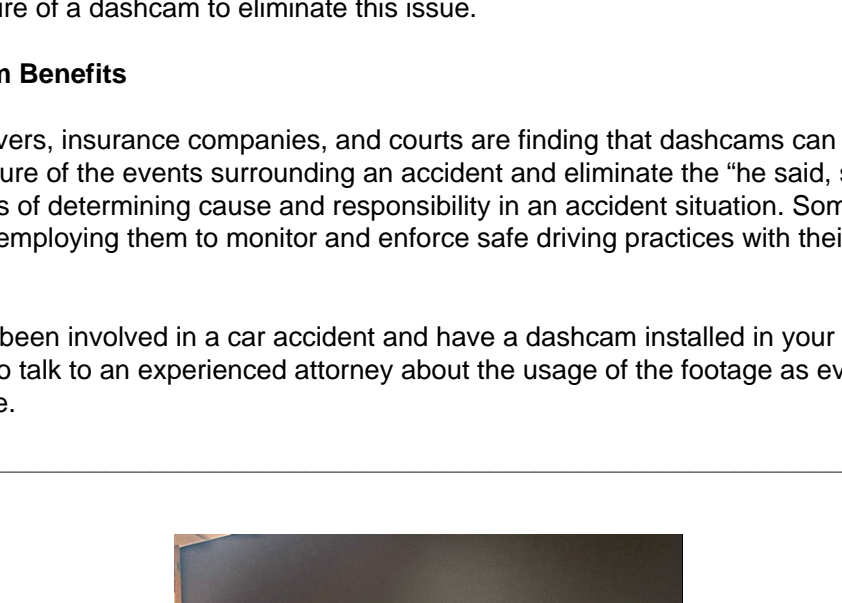 ure of a dashcam to eliminate this issue.
m Benefits
vers, insurance companies, and courts are finding that dashcams can
ure of the events surrounding an accident and eliminate the “he said, s
s of determining cause and responsibility in an accident situation. Som
employing them to monitor and enforce safe driving practices with thei
been involved in a car accident and have a dashcam installed in your
o talk to an experienced attorney about the usage of the footage as ev
e.